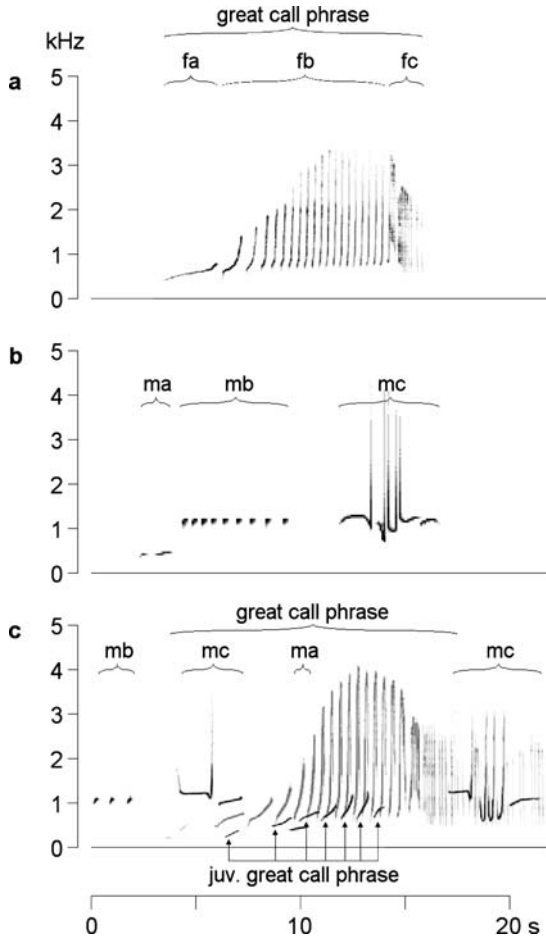 great call phrase
kHz
fa fb fc
a
5
4
3
2
1
0
b
5
ma mb mc
4
3
2
1
0
great call phrase
c
5
mb mc ma mc
4
3
2
1
0
juv. great call phrase
0 10 20 s